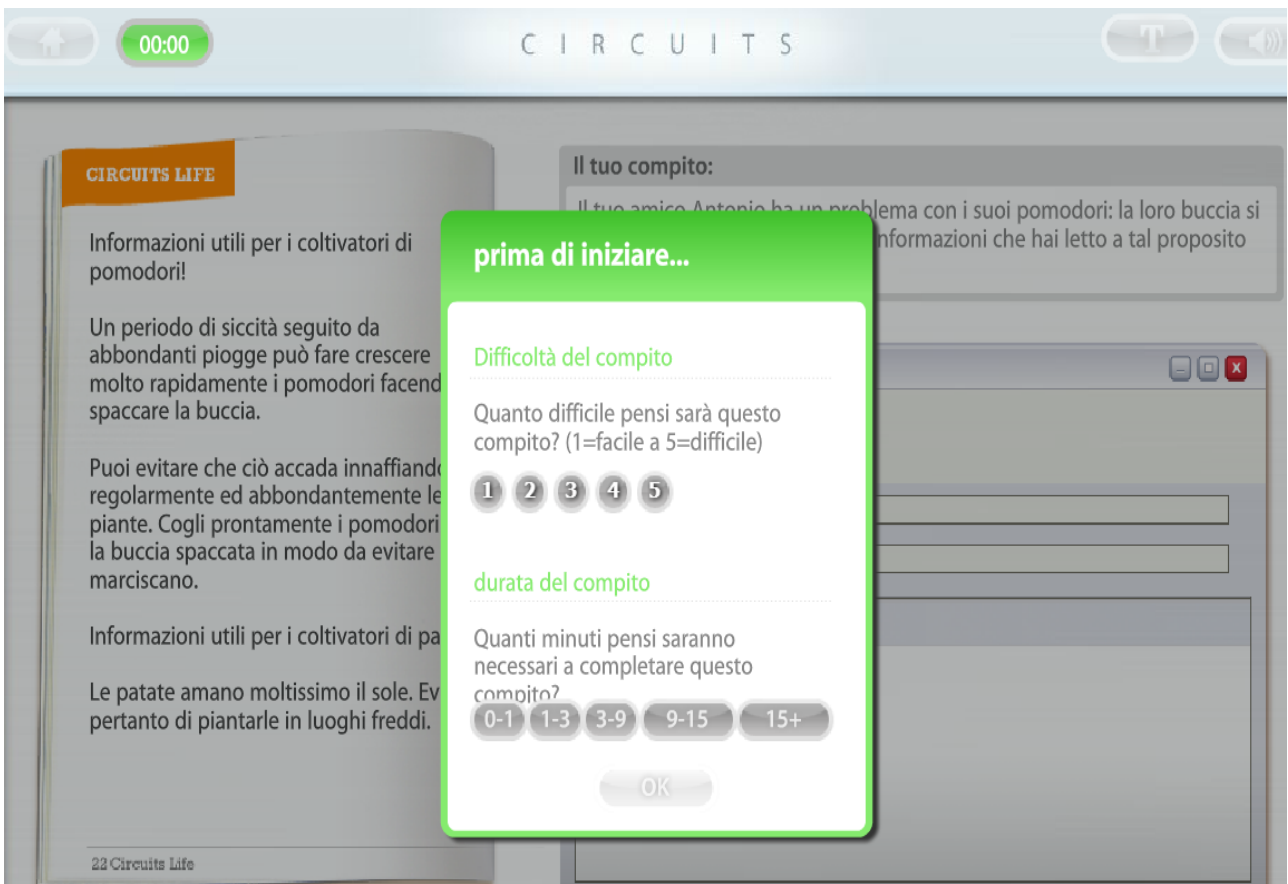 00:00
CIRCUITS
T
CIRCUITS LIFE
Informazioni utili per i coltivatori di
pomodori!
Un periodo di siccità seguito da
abbondanti piogge può fare crescere
molto rapidamente i pomodori facend
spaccare la buccia.
Puoi evitare che ciò accada innaffiando
regolarmente ed abbondantemente le
piante. Cogli prontamente i pomodori
la buccia spaccata in modo da evitare
marciscano.
Informazioni utili per i coltivatori di pa
Le patate amano moltissimo il sole. Ev
pertanto di piantarle in luoghi freddi.
22 Circuits Life
Il tuo compito:
Il tuo amico Antonio ha un problema con i suoi pomodori: la loro buccia si
nformazioni che hai letto a tal proposito
prima di iniziare...
Difficoltà del compito
Quanto difficile pensi sarà questo
compito? (1=facile a 5=difficile)
1 2 3 4 5
durata del compito
Quanti minuti pensi saranno
necessari a completare questo
compito?
0-1 1-3 3-9 9-15 15+
OK